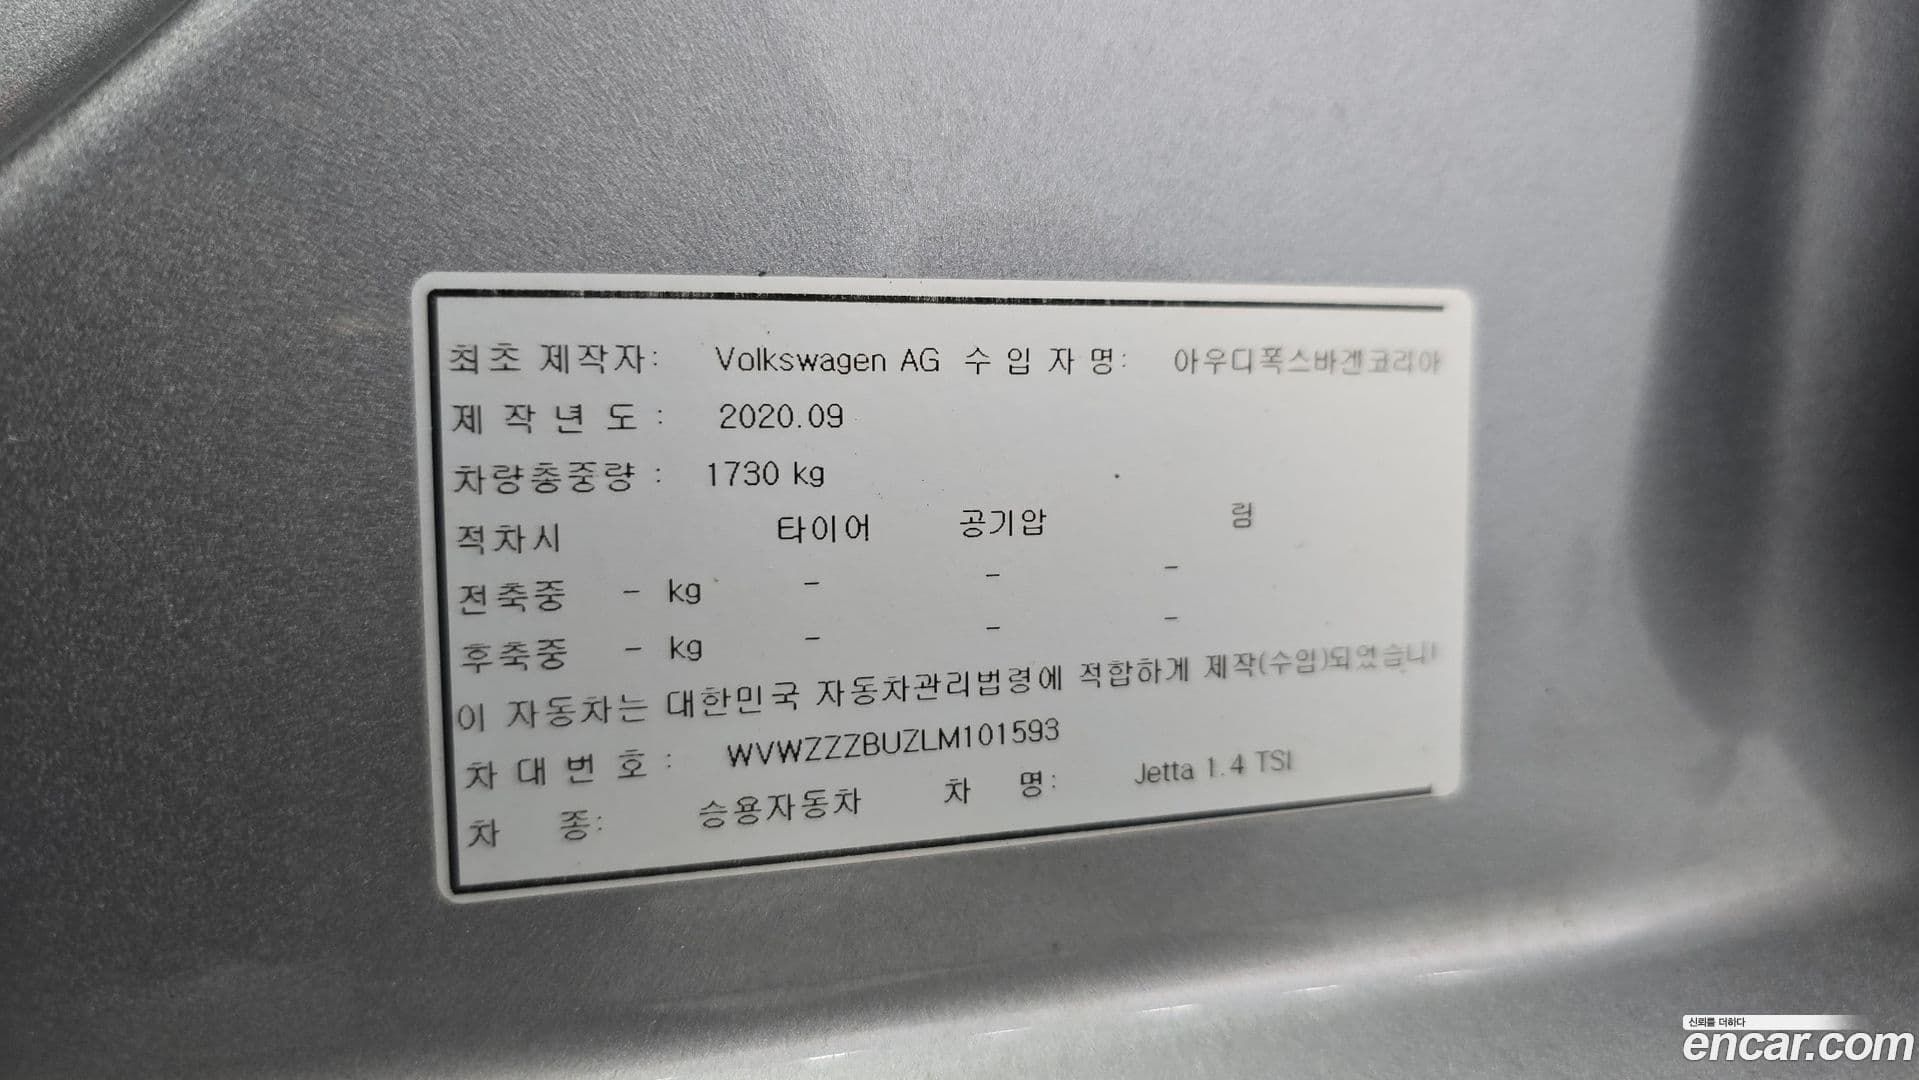 최초 제작자: Volkswagen AG 수 입 자 명: 아우디폭스바겐코리아
제 작 년 도 : 2020.09
차량총중량 : 1730 kg
적차시 타이어 공기압 림
전축중 - kg - - -
후축중 - kg - - -
이 자동차는 대한민국 자동차관리법령에 적합하게 제작(수입)되었습니
차 대 번 호 : WVWZZZBUZLM101593
차 종: 승용자동차 차 명: Jetta 1.4 TSI
신뢰를 더하다
encar.com